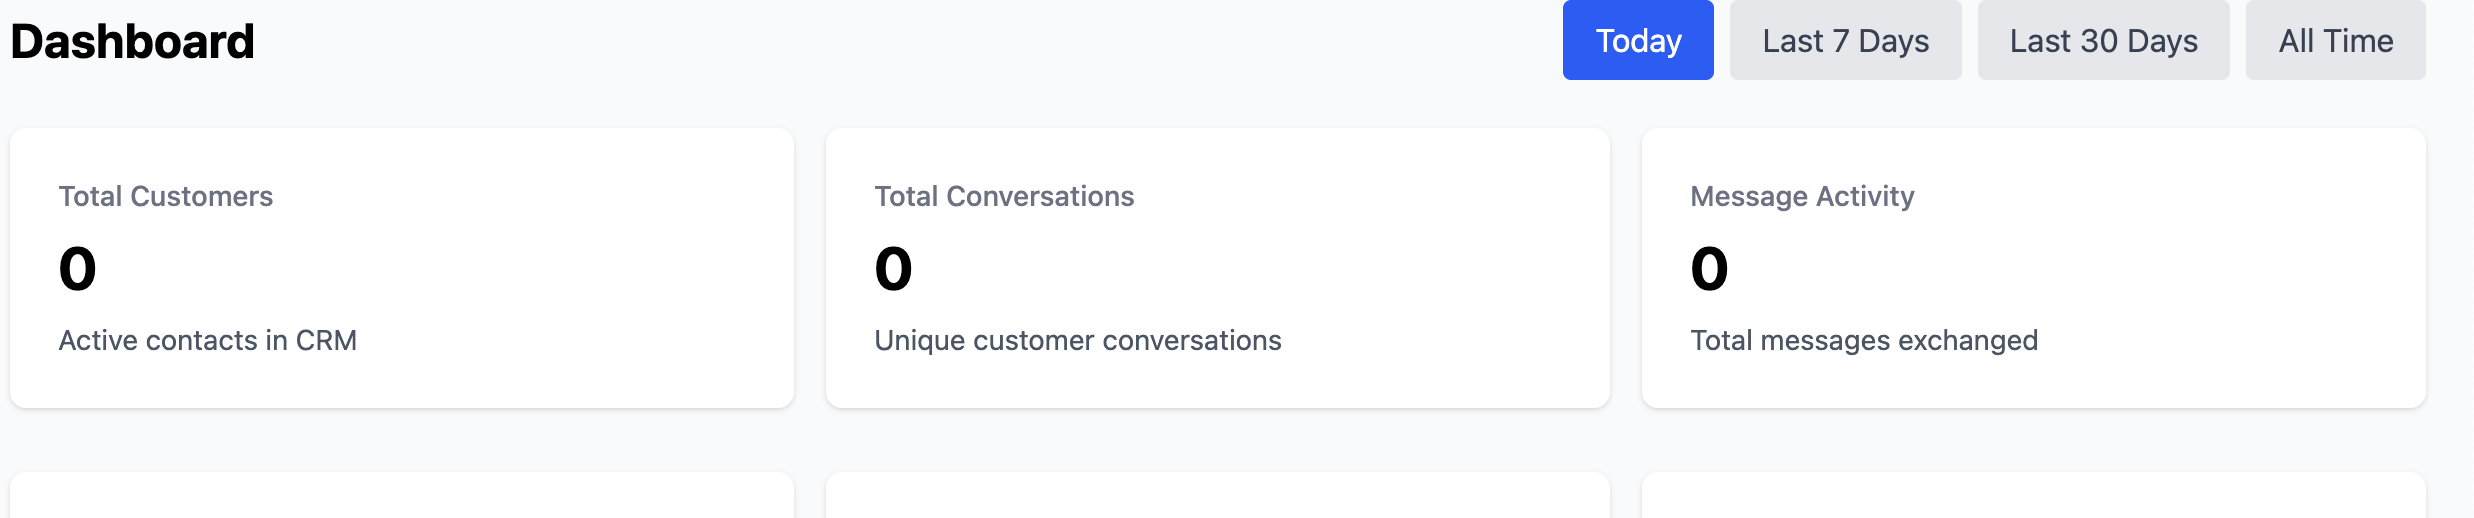 Dashboard
Today
Last 7 Days
Last 30 Days
All Time
Total Customers
0
Active contacts in CRM
Total Conversations
0
Unique customer conversations
Message Activity
0
Total messages exchanged